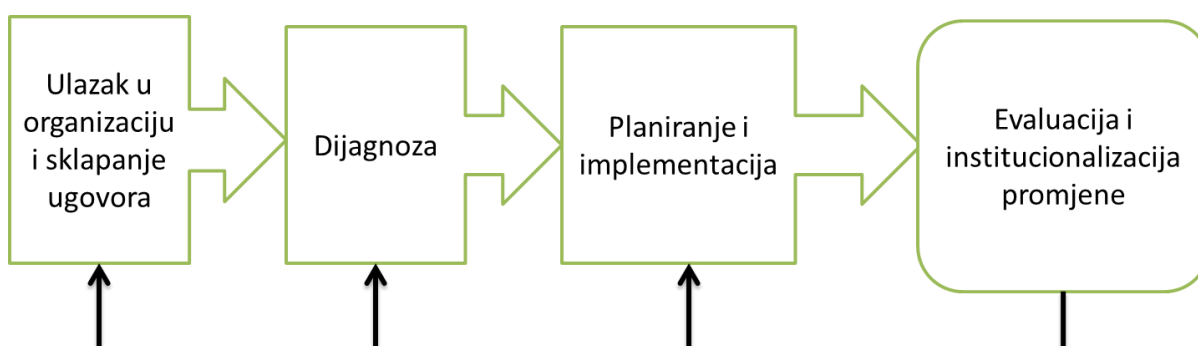 Ulazak u
organizaciju
i sklapanje
ugovora
Dijagnoza
Planiranje i
implementacija
Evaluacija i
institucionalizacija
promjene